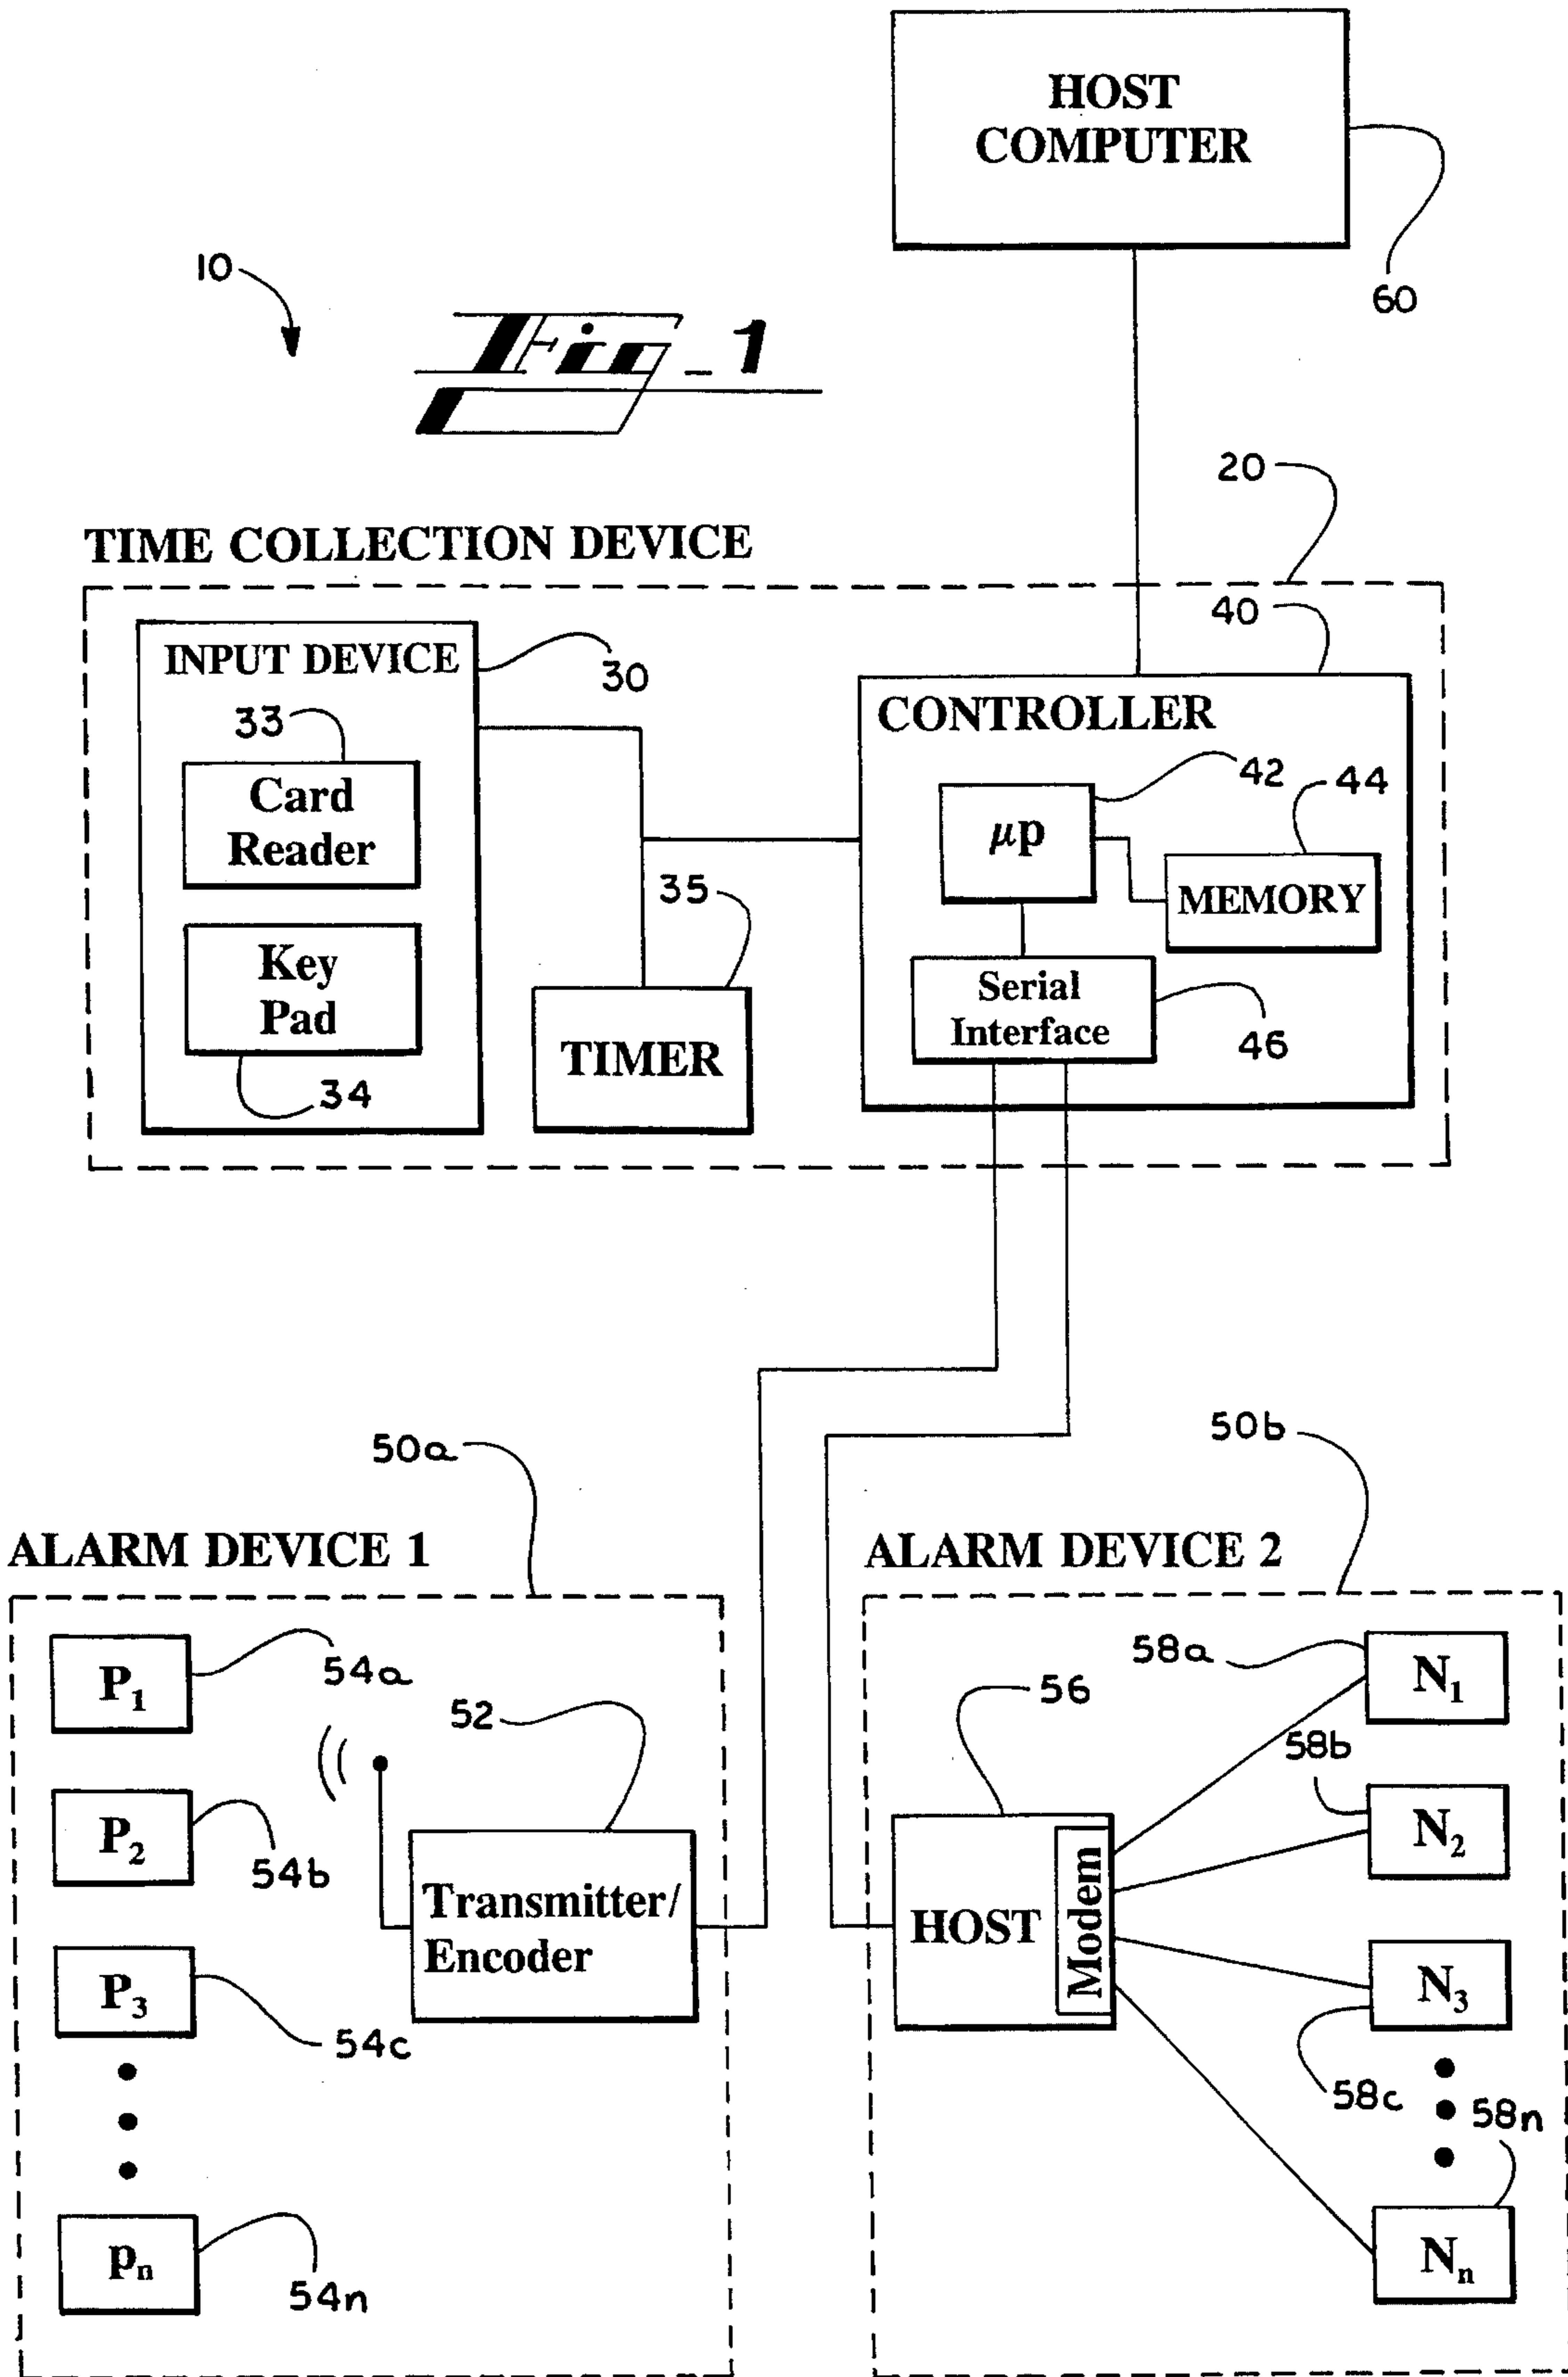 HOST
COMPUTER
60
10
Fig_1
20
TIME COLLECTION DEVICE
40
INPUT DEVICE
30
33
Card
Reader
Key
Pad
34
35
TIMER
CONTROLLER
42
44
μp
MEMORY
Serial
Interface
46
50a
50b
ALARM DEVICE 1
ALARM DEVICE 2
P₁
54a
P₂
54b
P₃
54c
pₙ
54n
52
Transmitter/
Encoder
56
HOST
Modem
58a
N₁
58b
N₂
N₃
58c
58n
Nₙ